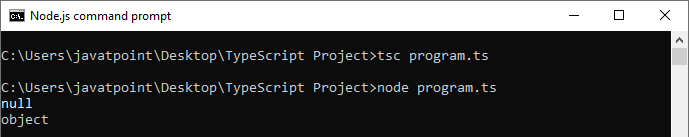 Node.js command prompt
C:\Users\javatpoint\Desktop\TypeScript Project>tsc program.ts
C:\Users\javatpoint\Desktop\TypeScript Project>node program.ts
null
object